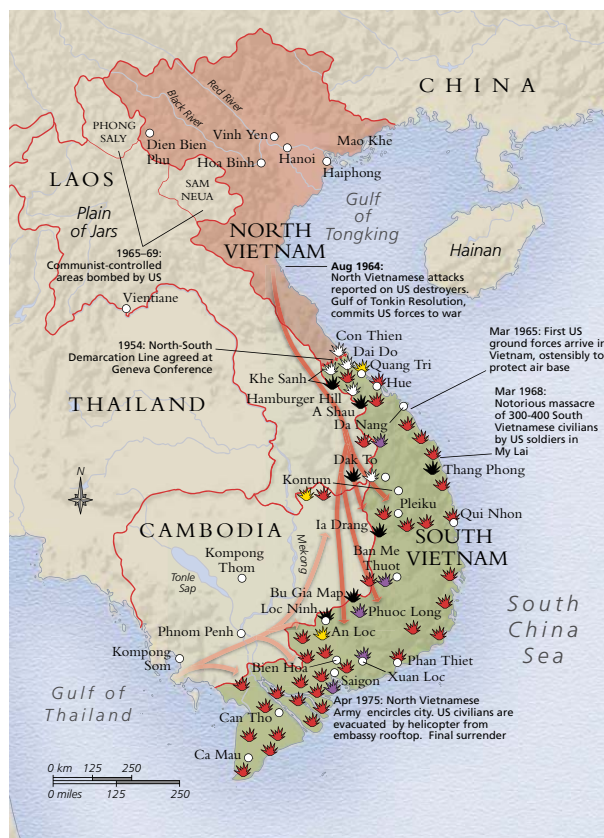 CHINA
Red River
Black River
PHONG
SALY
Dien Bien
Phu
Vinh Yen
Hoa Binh
Hanoi
Mao Khe
Haiphong
LAOS
SAM
NEUA
Plain
of Jars
Gulf
of
Tongking
Hainan
NORTH
VIETNAM
1965–69:
Communist-controlled
areas bombed by US
Vientiane
Aug 1964:
North Vietnamese attacks
reported on US destroyers.
Gulf of Tonkin Resolution,
commits US forces to war
1954: North-South
Demarcation Line agreed at
Geneva Conference
Con Thien
Dai Do
Quang Tri
Khe Sanh
Hue
Hamburger Hill
A Shau
Da Nang
Mar 1965: First US
ground forces arrive in
Vietnam, ostensibly to
protect air base
Mar 1968:
Notorious massacre
of 300-400 South
Vietnamese civilians
by US soldiers in
My Lai
THAILAND
Dak To
Thang Phong
Kontum
N
Pleiku
Qui Nhon
CAMBODIA
Ia Drang
SOUTH
VIETNAM
Kompong
Thom
Mekong
Ban Me
Thuot
Tonle
Sap
Bu Gia Map
Loc Ninh
Phuoc Long
South
China
Sea
Phnom Penh
An Loc
Kompong
Som
Bien Hoa
Phan Thiet
Xuan Loc
Saigon
Gulf of
Thailand
Can Tho
Apr 1975: North Vietnamese
Army encircles city. US civilians are
evacuated by helicopter from
embassy rooftop. Final surrender
Ca Mau
0 km 125 250
0 miles 125 250